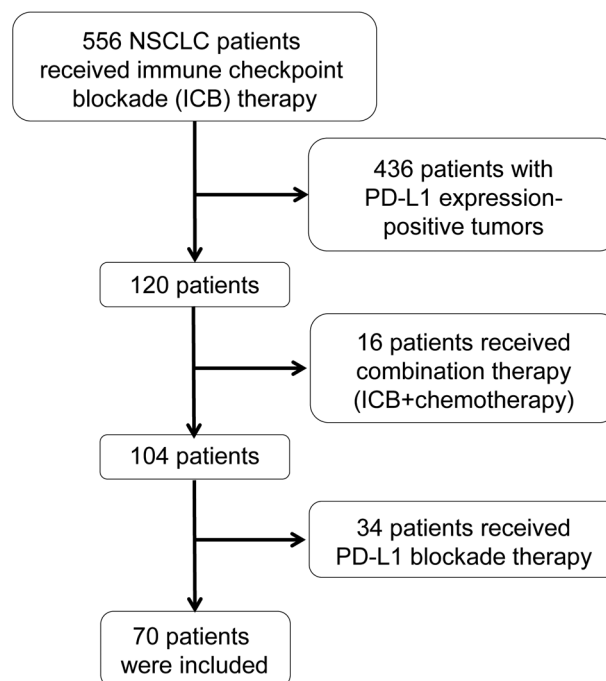 556 NSCLC patients
received immune checkpoint
blockade (ICB) therapy
436 patients with
PD-L1 expression-
positive tumors
120 patients
16 patients received
combination therapy
(ICB+chemotherapy)
104 patients
34 patients received
PD-L1 blockade therapy
70 patients
were included